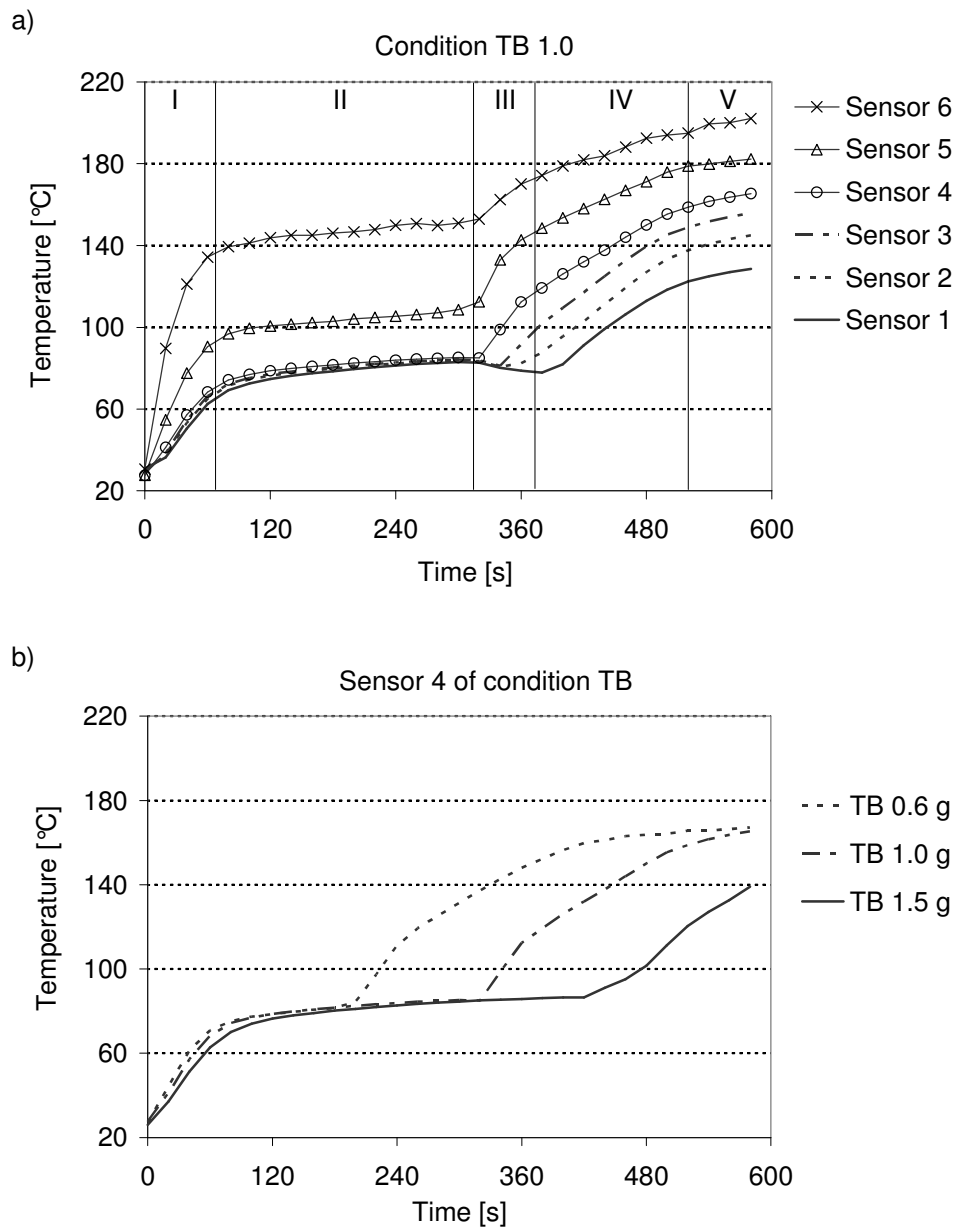 a)
Condition TB 1.0
Temperature [°C]
220
180
140
100
60
20
I II III IV V
0 120 240 360 480 600
Time [s]
Sensor 6
Sensor 5
Sensor 4
Sensor 3
Sensor 2
Sensor 1
b)
Sensor 4 of condition TB
Temperature [°C]
220
180
140
100
60
20
0 120 240 360 480 600
Time [s]
TB 0.6 g
TB 1.0 g
TB 1.5 g